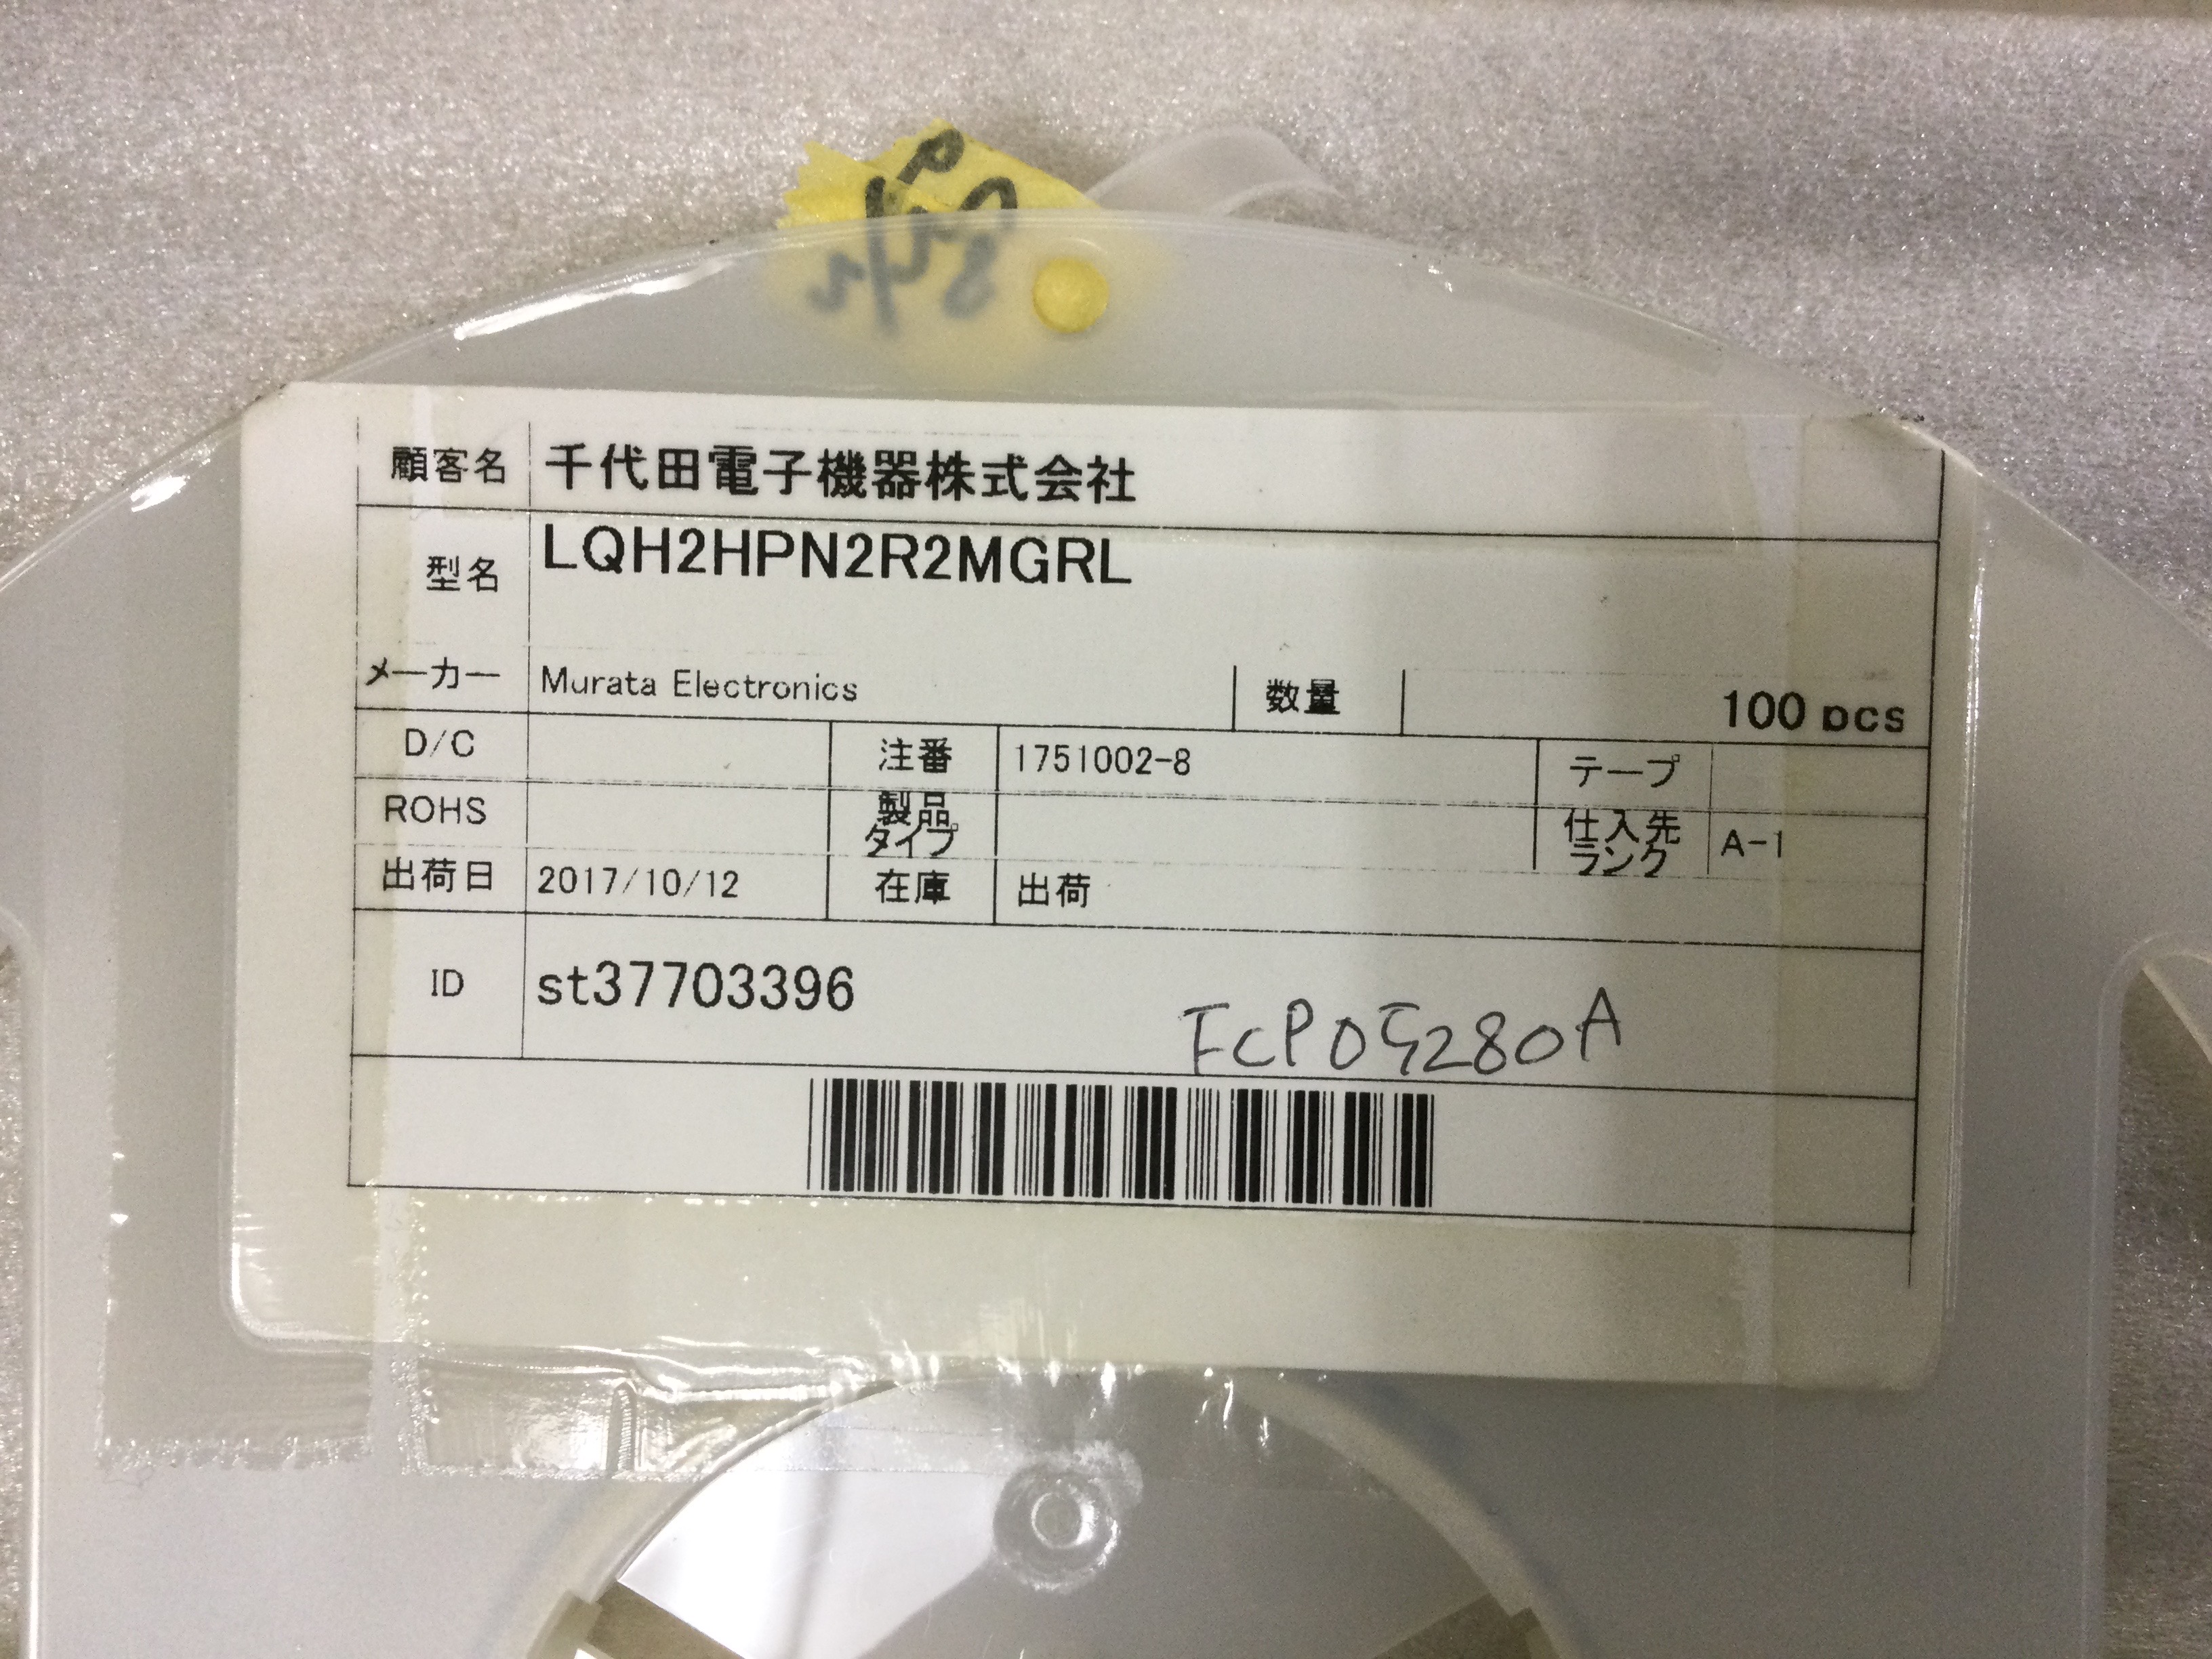 顧客名 千代田電子機器株式会社
型名 LQH2HPN2R2MGRL
メーカー Murata Electronics 数量 100 pcs
D/C 注番 1751002-8 テープ
ROHS 製品タイプ 仕入先ランク A-1
出荷日 2017/10/12 在庫 出荷
ID st37703396
FCP05280A